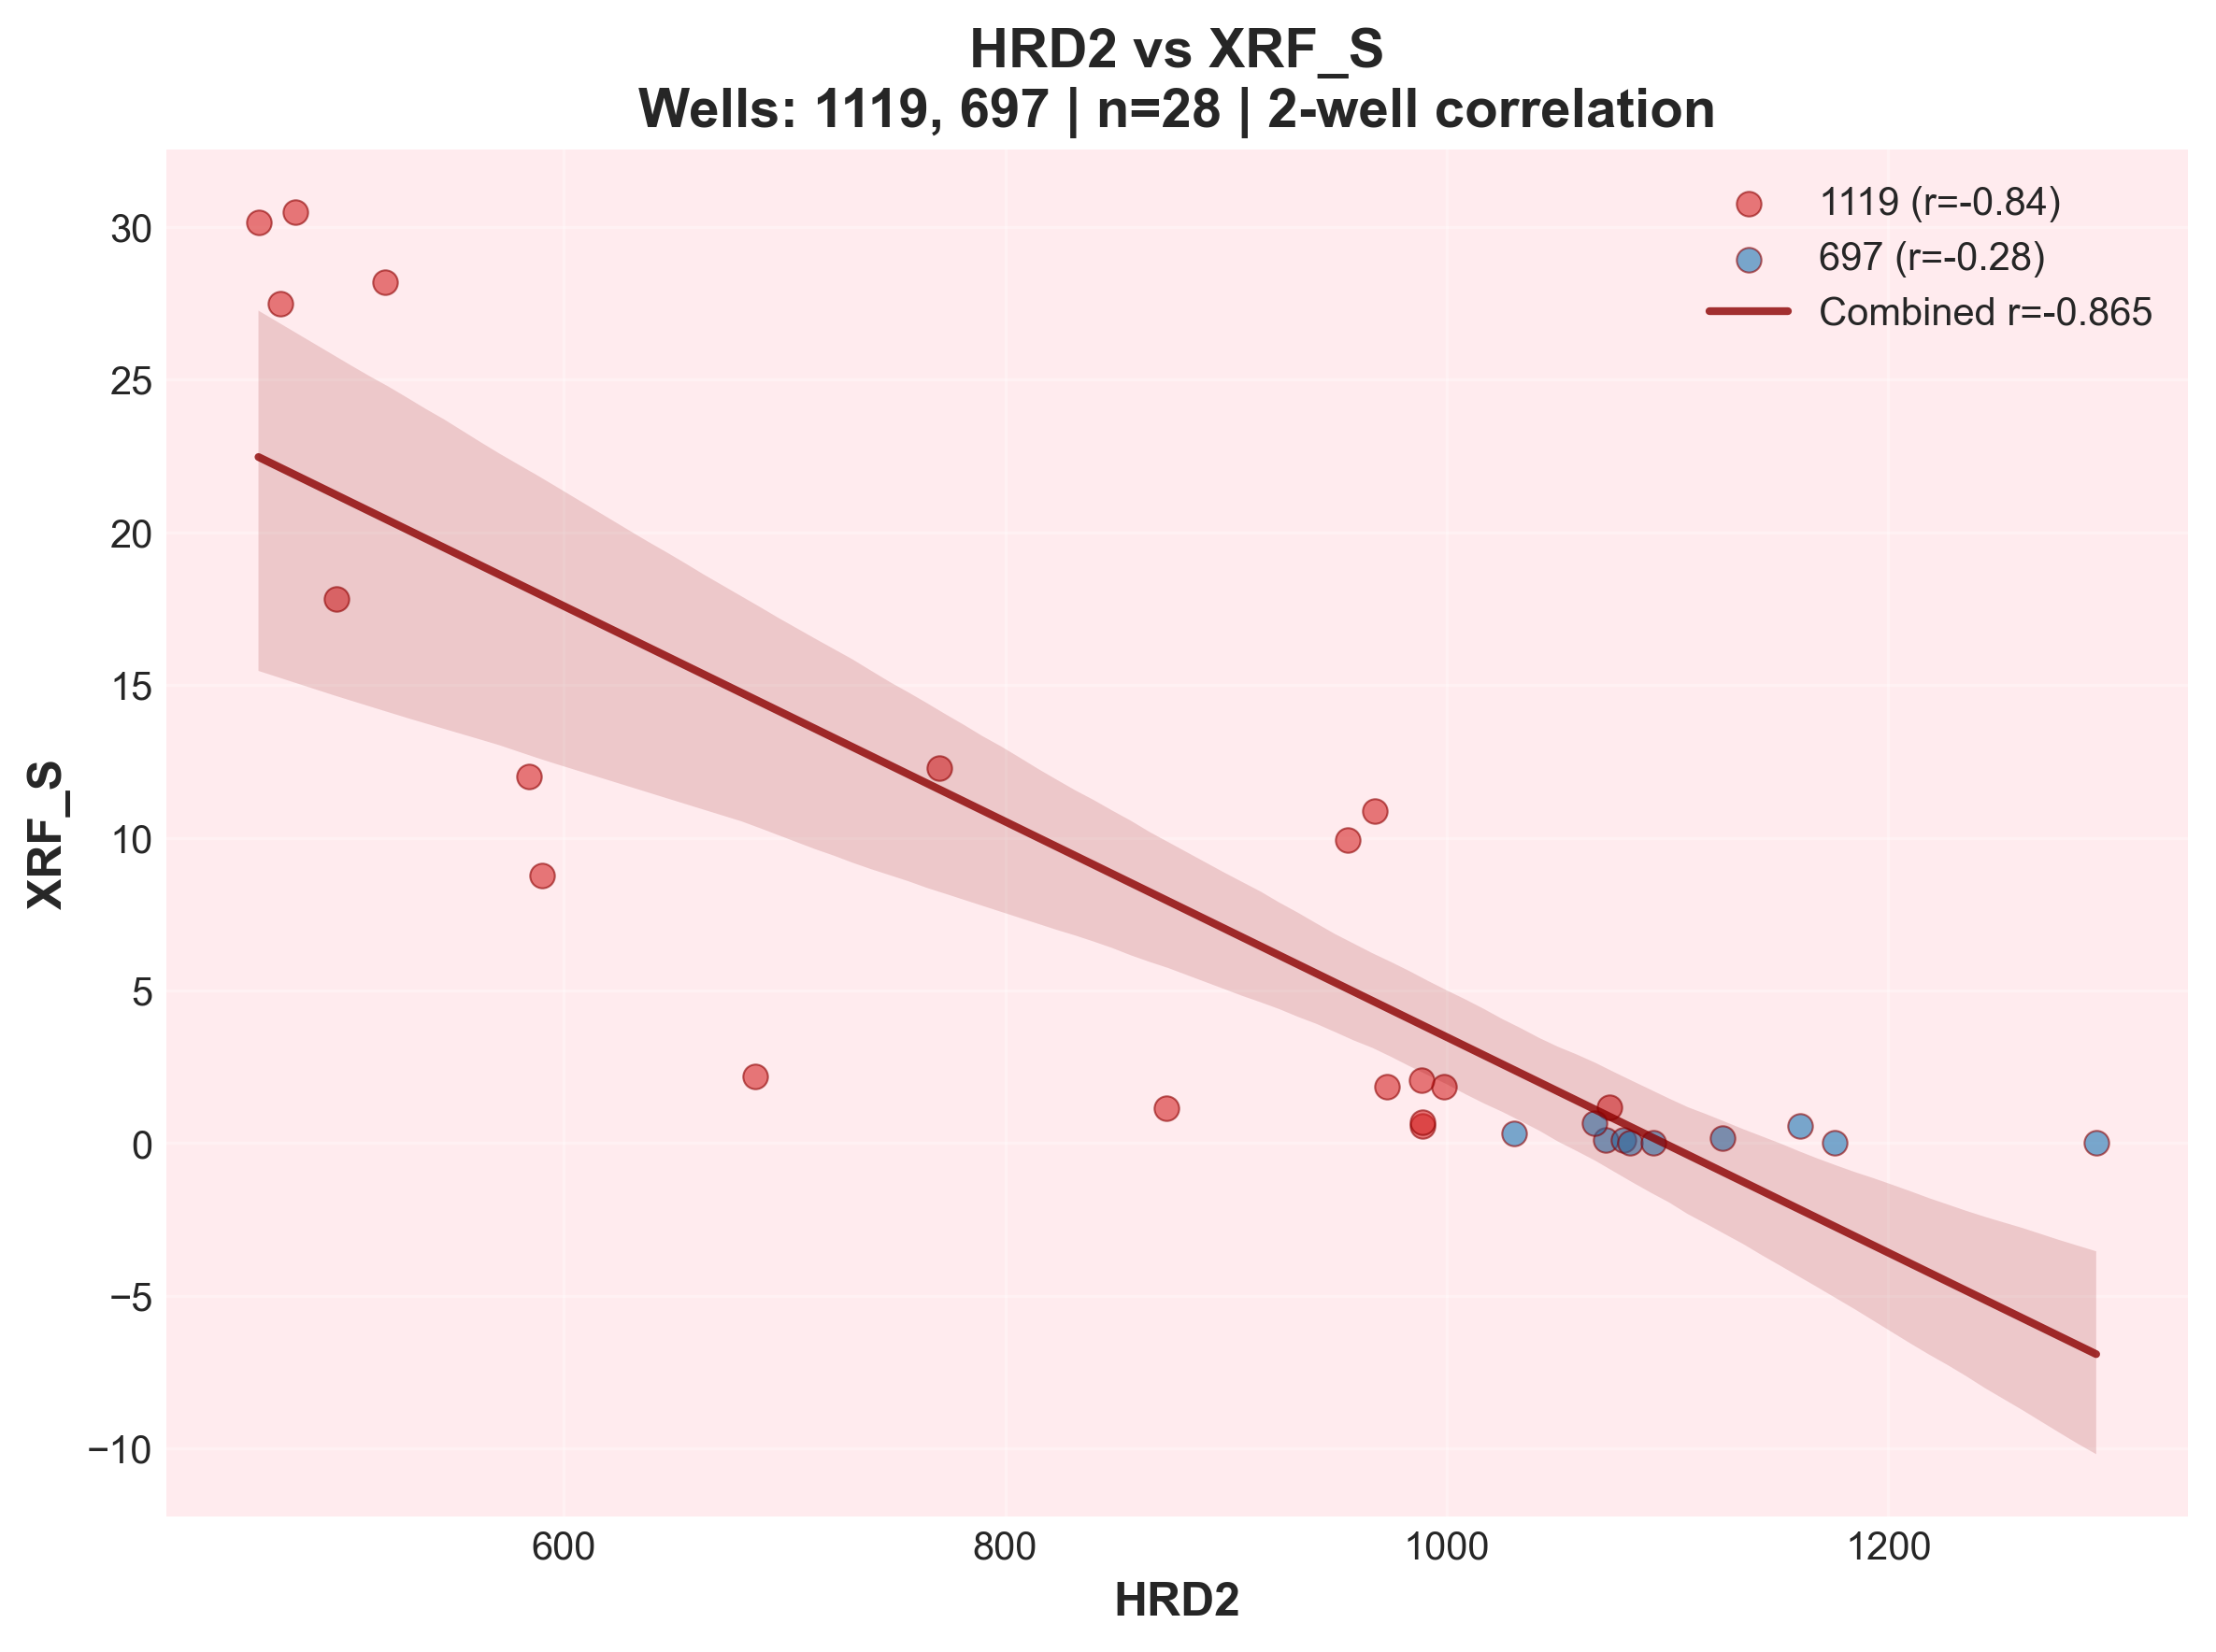 HRD2 vs XRF_S
Wells: 1119, 697 | n=28 | 2-well correlation
1119 (r=-0.84)
697 (r=-0.28)
Combined r=-0.865
XRF_S
30
25
20
15
10
5
0
−5
−10
600 800 1000 1200
HRD2